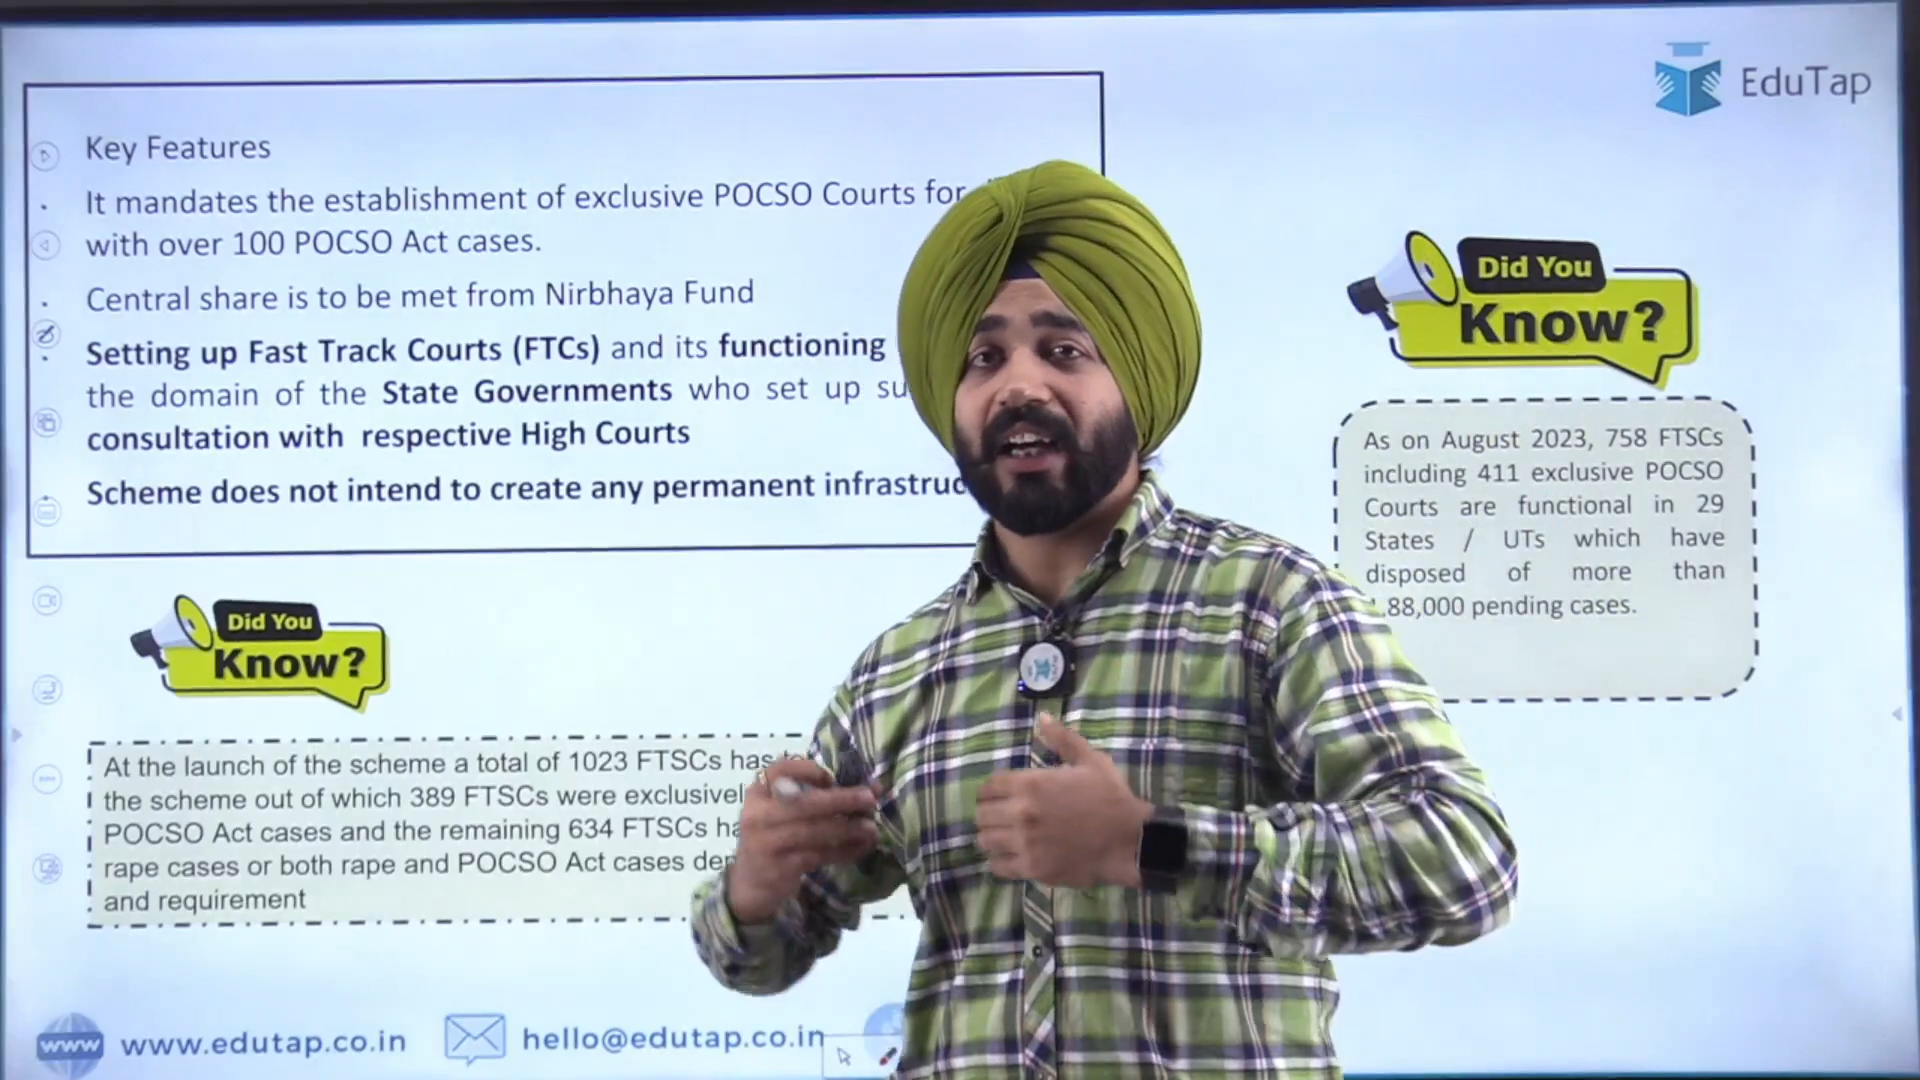 EduTap
Key Features
It mandates the establishment of exclusive POCSO Courts for
with over 100 POCSO Act cases.
Central share is to be met from Nirbhaya Fund
Setting up Fast Track Courts (FTCs) and its functioning
the domain of the State Governments who set up
consultation with respective High Courts
Scheme does not intend to create any permanent
Did You
Know?
As on August 2023, 758 FTSCs
including 411 exclusive POCSO
Courts are functional in 29
States / UTs which have
disposed of more than
.88,000 pending cases.
Did You
Know?
At the launch of the scheme a total of 1023 FTSCs has
the scheme out of which 389 FTSCs were
POCSO Act cases and the remaining 634 FTSCs
rape cases or both rape and POCSO Act cases
and requirement
www www.edutap.co.in hello@edutap.co.in